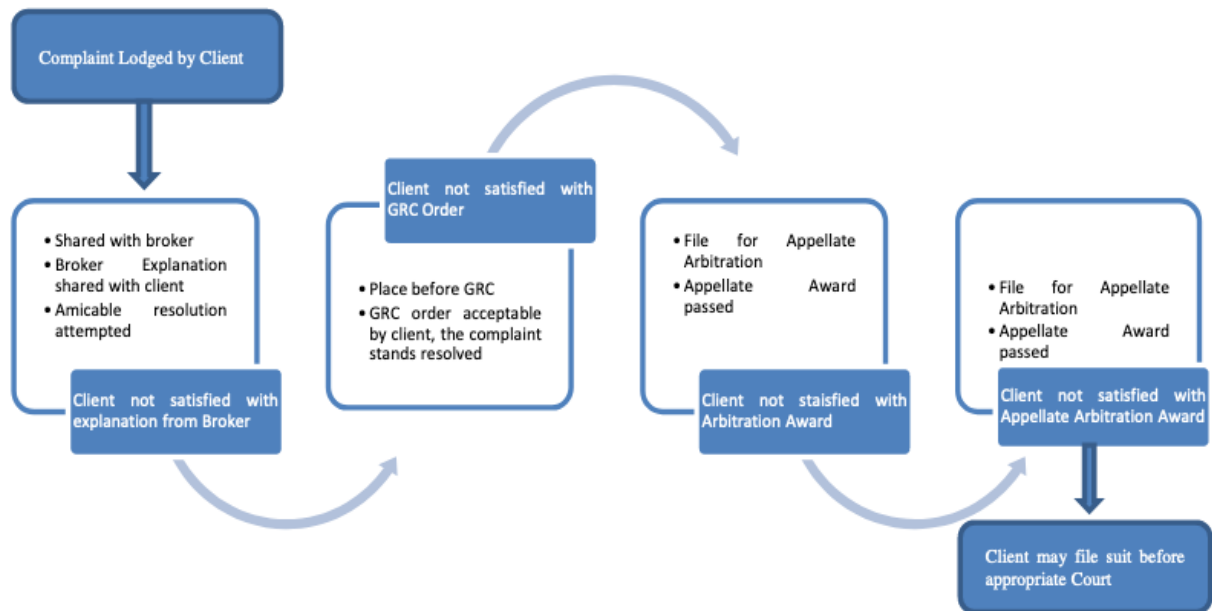 Complaint Lodged by Client
• Shared with broker
• Broker Explanation
shared with client
• Amicable resolution
attempted
Client not satisfied with
explanation from Broker
Client not satisfied with
GRC Order
• Place before GRC
• GRC order acceptable
by client, the complaint
stands resolved
• File for Appellate
Arbitration
• Appellate Award
passed
Client not staisfied with
Arbitration Award
• File for Appellate
Arbitration
• Appellate Award
passed
Client not satisfied with
Appellate Arbitration Award
Client may file suit before
appropriate Court